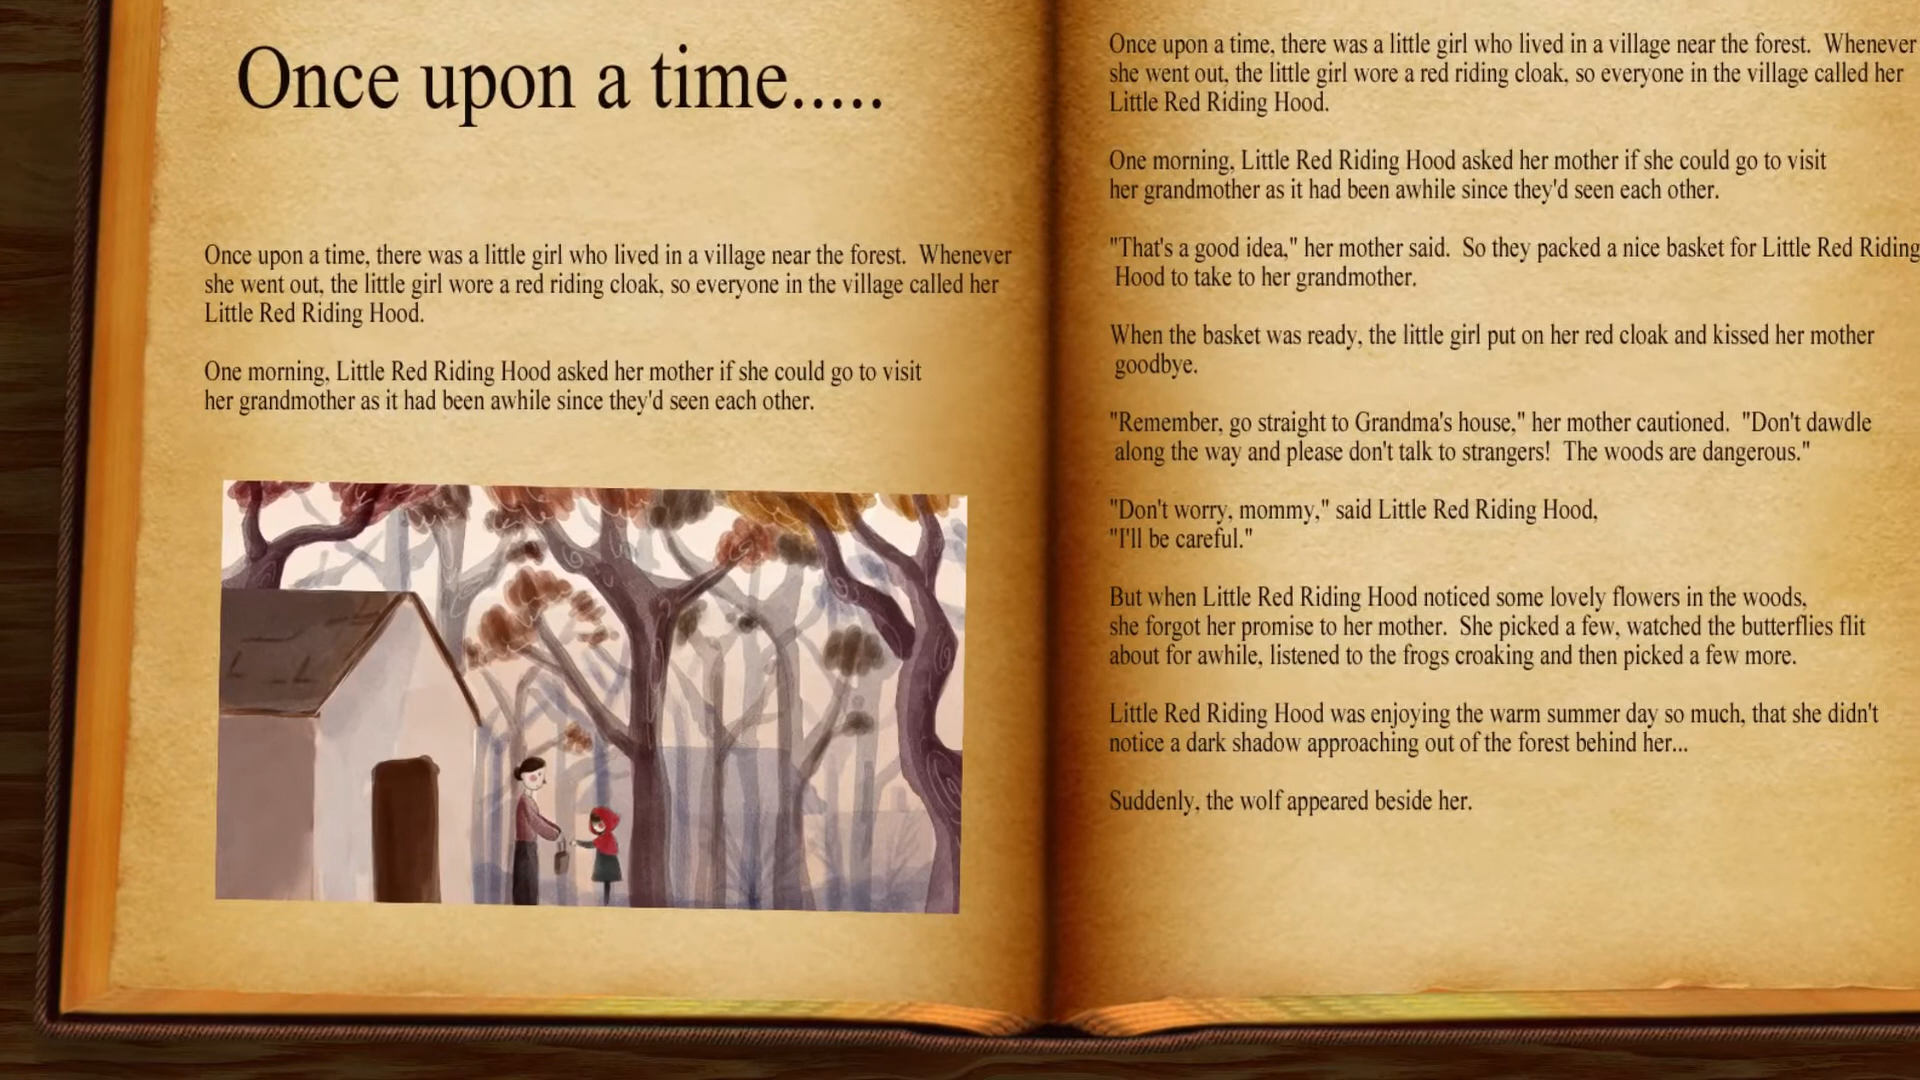 Once upon a time.....
Once upon a time, there was a little girl who lived in a village near the forest.  Whenever
she went out, the little girl wore a red riding cloak, so everyone in the village called her
Little Red Riding Hood.
One morning, Little Red Riding Hood asked her mother if she could go to visit
her grandmother as it had been awhile since they'd seen each other.
Once upon a time, there was a little girl who lived in a village near the forest.  Whenever
she went out, the little girl wore a red riding cloak, so everyone in the village called her
Little Red Riding Hood.
One morning, Little Red Riding Hood asked her mother if she could go to visit
her grandmother as it had been awhile since they'd seen each other.
"That's a good idea," her mother said.  So they packed a nice basket for Little Red Riding
Hood to take to her grandmother.
When the basket was ready, the little girl put on her red cloak and kissed her mother
goodbye.
"Remember, go straight to Grandma's house," her mother cautioned.  "Don't dawdle
along the way and please don't talk to strangers!  The woods are dangerous."
"Don't worry, mommy," said Little Red Riding Hood,
"I'll be careful."
But when Little Red Riding Hood noticed some lovely flowers in the woods,
she forgot her promise to her mother.  She picked a few, watched the butterflies flit
about for awhile, listened to the frogs croaking and then picked a few more.
Little Red Riding Hood was enjoying the warm summer day so much, that she didn't
notice a dark shadow approaching out of the forest behind her...
Suddenly, the wolf appeared beside her.